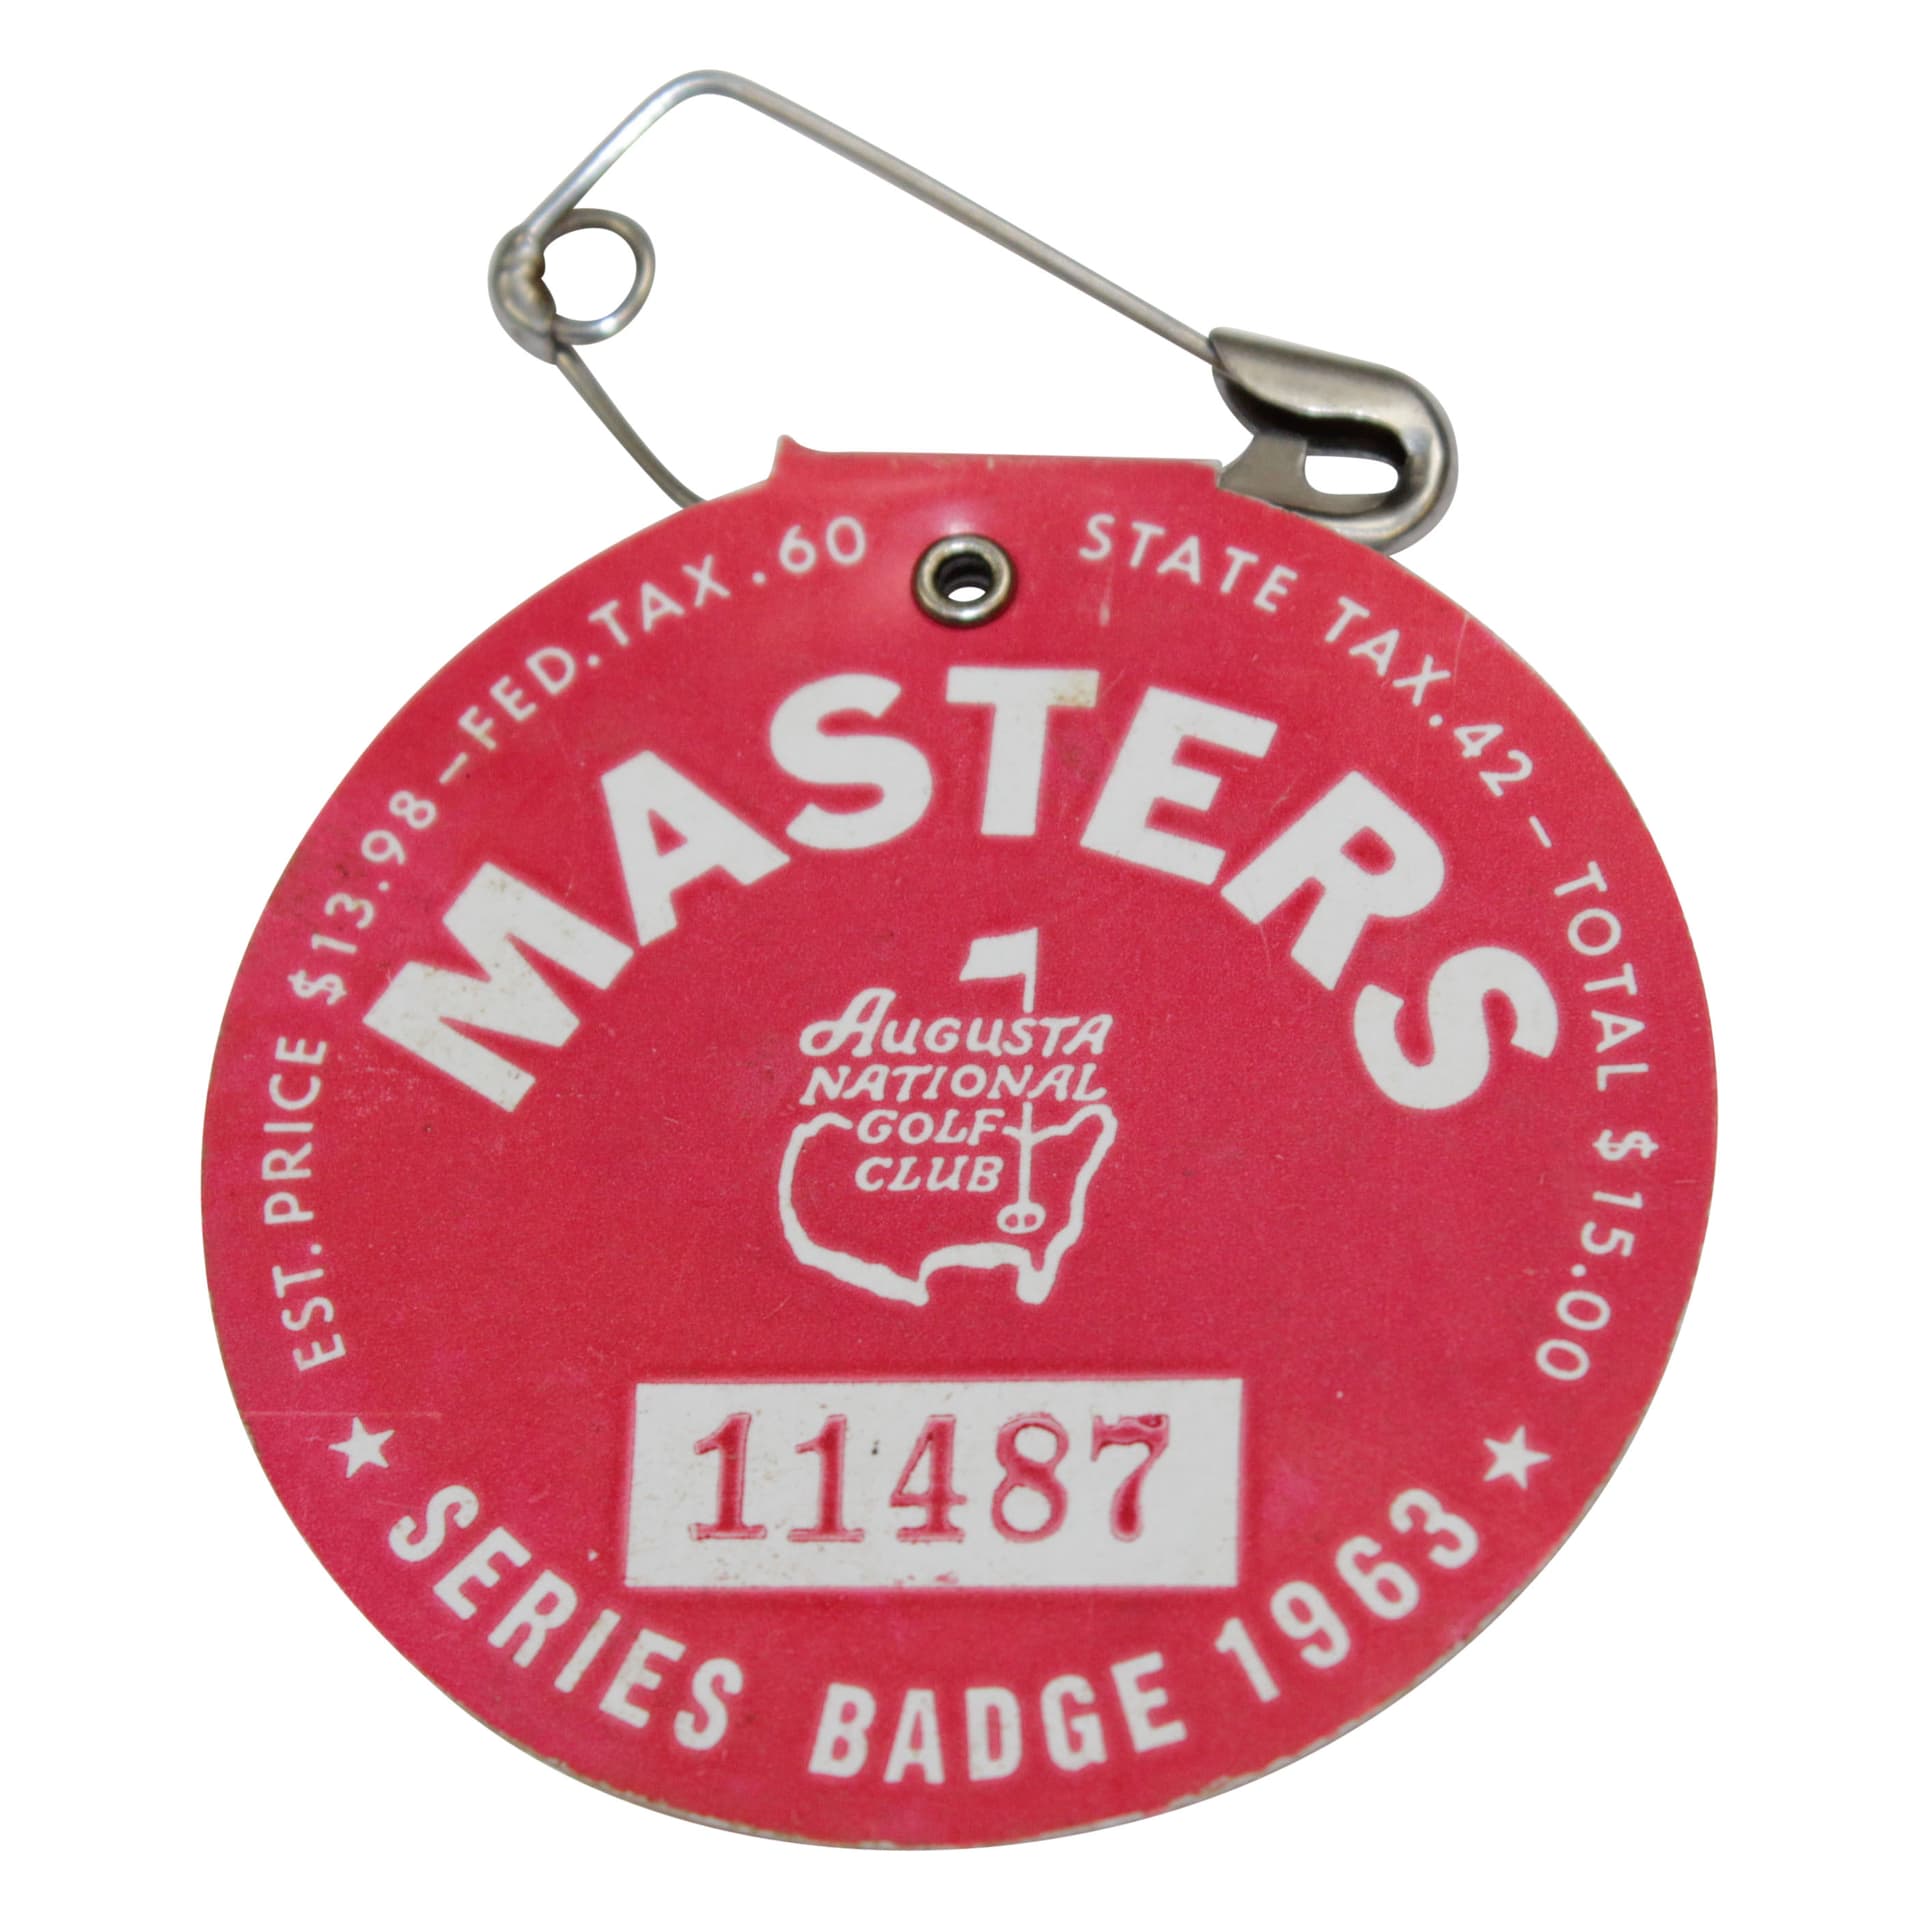 EST. PRICE $13.98 – FED. TAX .60 STATE TAX .42 – TOTAL $15.00
MASTERS
AUGUSTA
NATIONAL
GOLF
CLUB
11487
★ SERIES BADGE 1963 ★